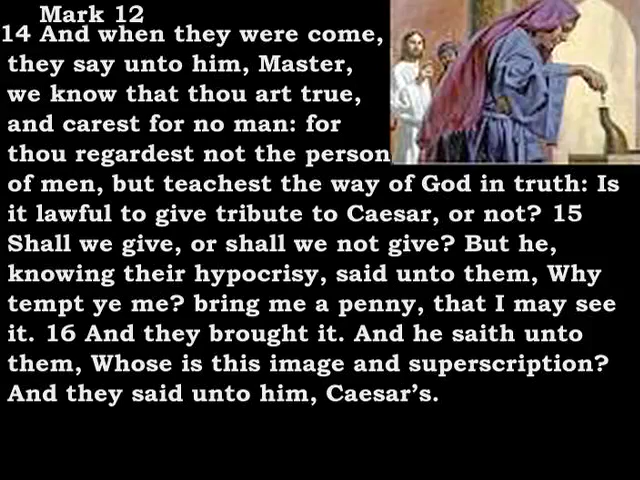 Mark 12
14 And when they were come,
they say unto him, Master,
we know that thou art true,
and carest for no man: for
thou regardest not the person
of men, but teachest the way of God in truth: Is
it lawful to give tribute to Caesar, or not? 15
Shall we give, or shall we not give? But he,
knowing their hypocrisy, said unto them, Why
tempt ye me? bring me a penny, that I may see
it. 16 And they brought it. And he saith unto
them, Whose is this image and superscription?
And they said unto him, Caesar’s.